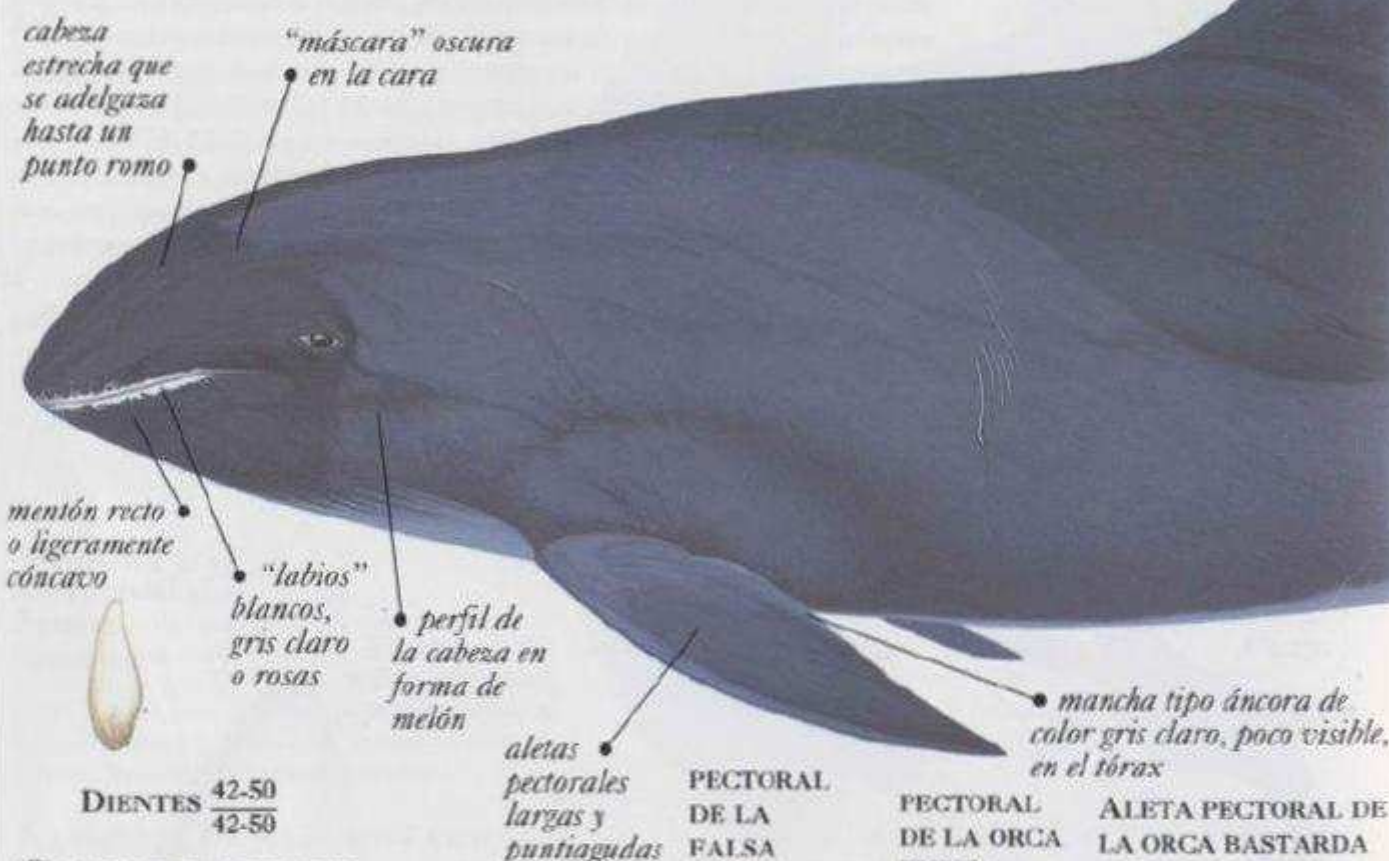 cabeza
estrecha que
se adelgaza
hasta un
punto romo
"máscara" oscura
en la cara
mentón recto
o ligeramente
cóncavo
"labios"
blancos,
gris claro
o rosas
perfil de
la cabeza en
forma de
melón
mancha tipo áncora de
color gris claro, poco visible,
en el tórax
aletas
pectorales
largas y
puntiagudas
DIENTES 42-50
42-50
PECTORAL
DE LA
FALSA
PECTORAL
DE LA ORCA
ALETA PECTORAL DE
LA ORCA BASTARDA